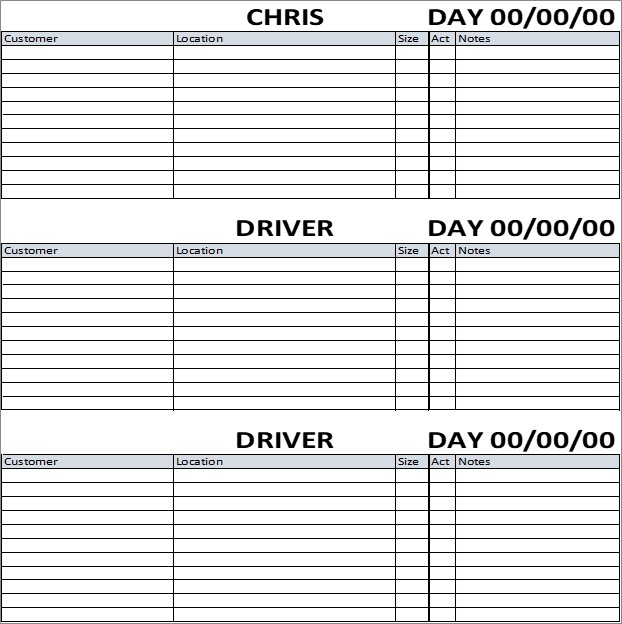 CHRIS DAY 00/00/00
Customer Location Size Act Notes
DRIVER DAY 00/00/00
Customer Location Size Act Notes
DRIVER DAY 00/00/00
Customer Location Size Act Notes